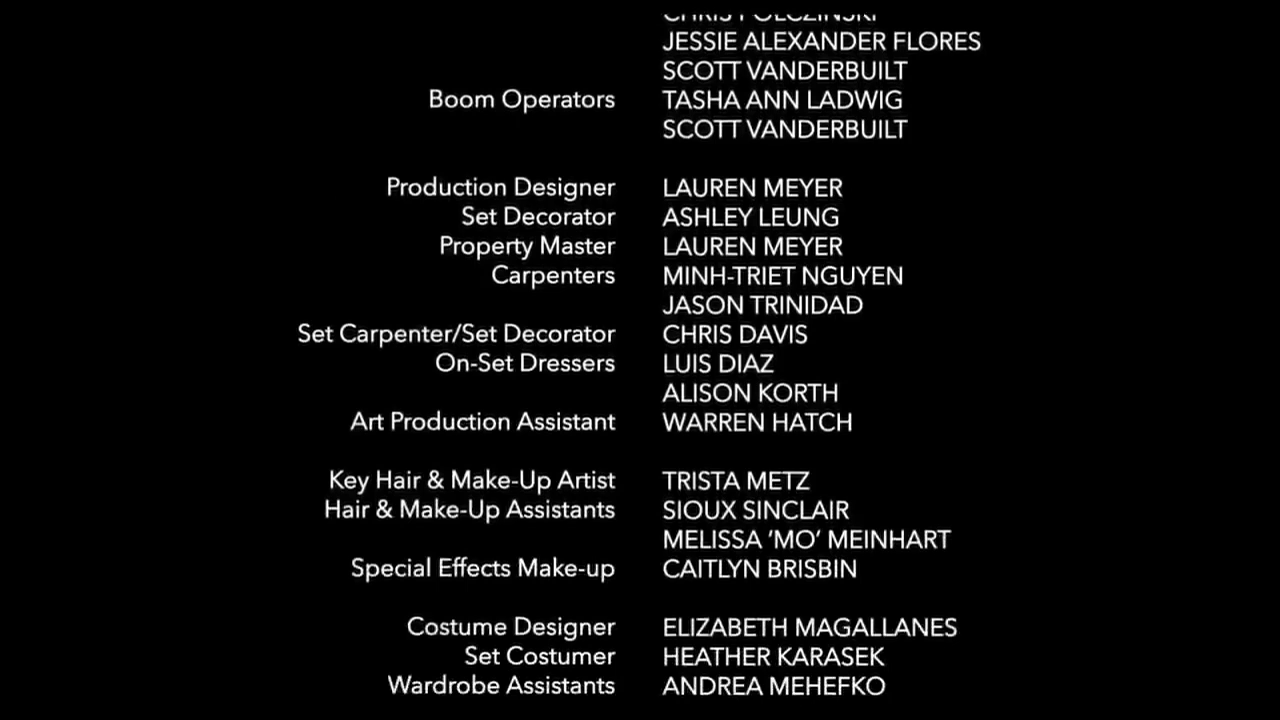 JESSIE ALEXANDER FLORES
SCOTT VANDERBUILT
Boom Operators TASHA ANN LADWIG
SCOTT VANDERBUILT
Production Designer LAUREN MEYER
Set Decorator ASHLEY LEUNG
Property Master LAUREN MEYER
Carpenters MINH-TRIET NGUYEN
JASON TRINIDAD
Set Carpenter/Set Decorator CHRIS DAVIS
On-Set Dressers LUIS DIAZ
ALISON KORTH
Art Production Assistant WARREN HATCH
Key Hair & Make-Up Artist TRISTA METZ
Hair & Make-Up Assistants SIOUX SINCLAIR
MELISSA ‘MO’ MEINHART
Special Effects Make-up CAITLYN BRISBIN
Costume Designer ELIZABETH MAGALLANES
Set Costumer HEATHER KARASEK
Wardrobe Assistants ANDREA MEHEFKO